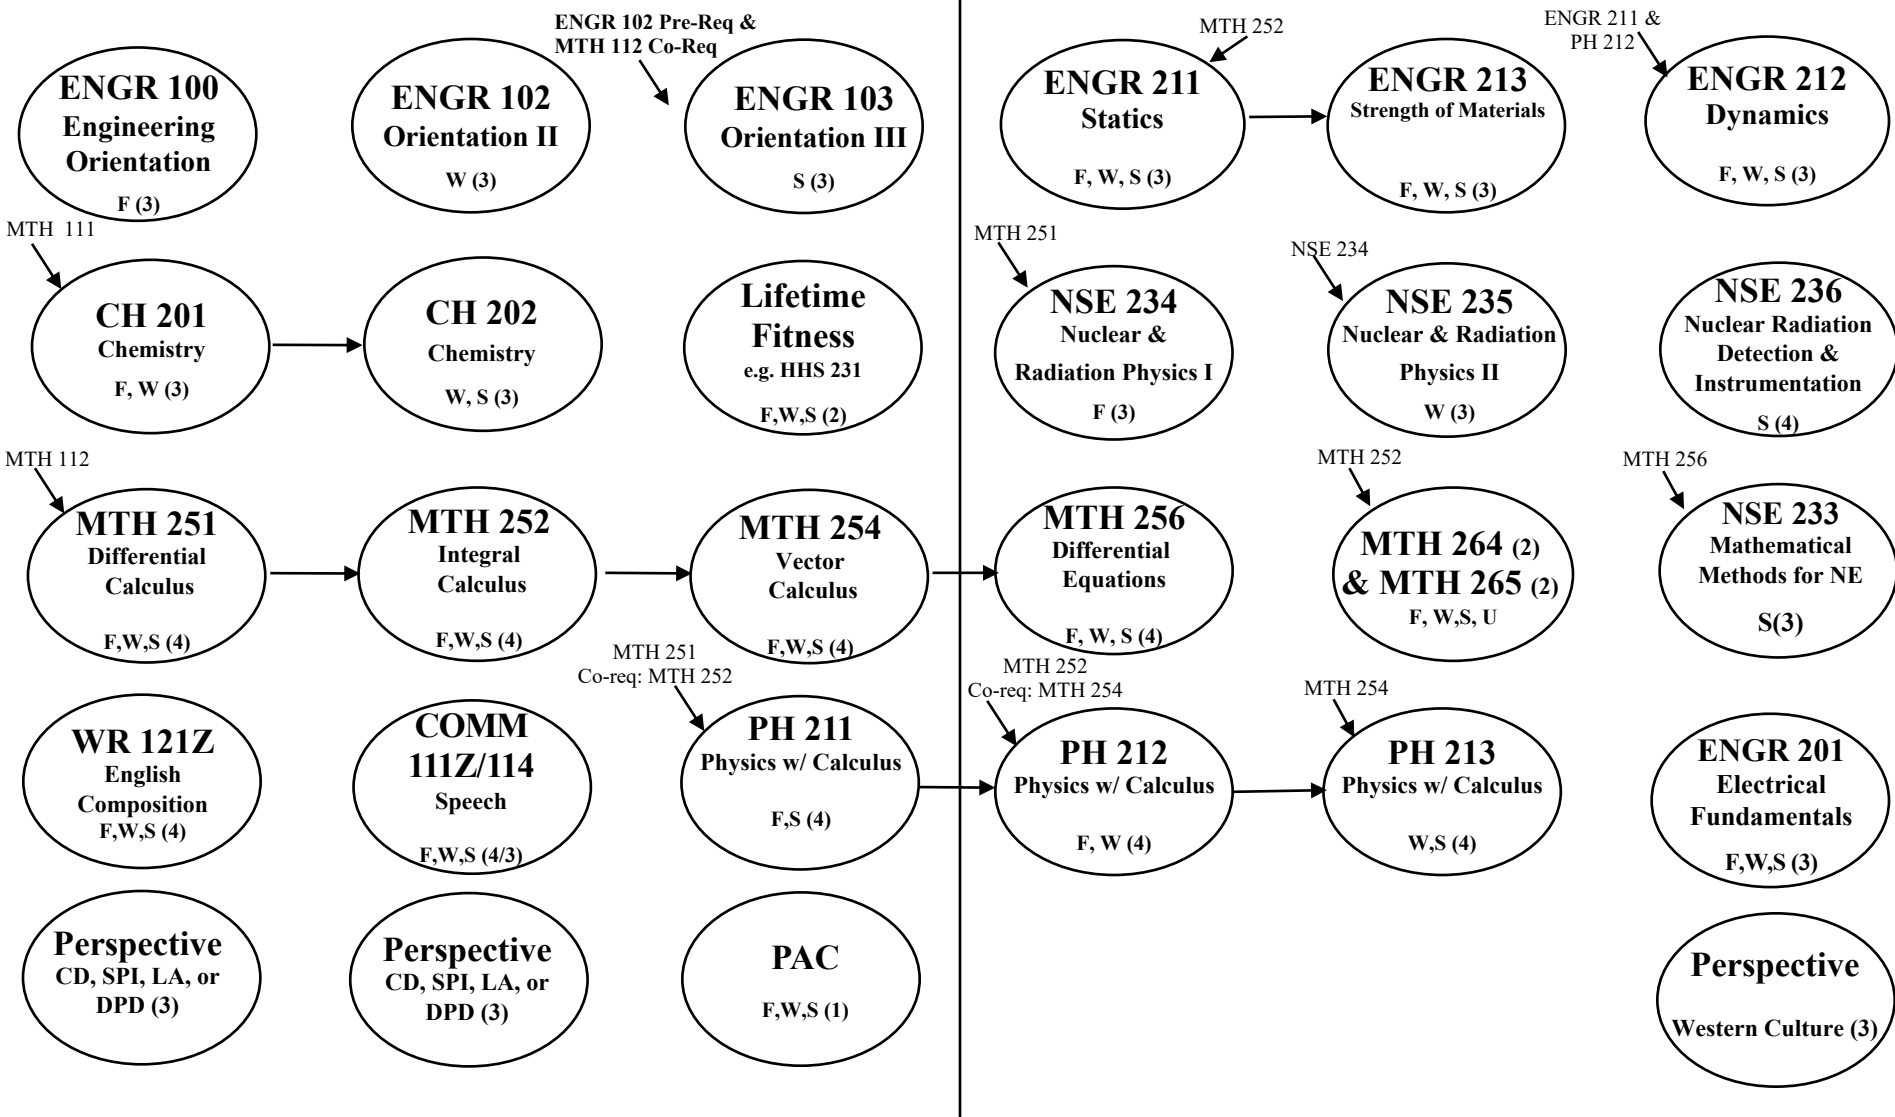 ENGR 102 Pre-Req &
MTH 112 Co-Req
ENGR 100
Engineering
Orientation
F (3)
ENGR 102
Orientation II
W (3)
ENGR 103
Orientation III
S (3)
MTH 252
ENGR 211
Statics
F, W, S (3)
ENGR 213
Strength of Materials
F, W, S (3)
ENGR 211 &
PH 212
ENGR 212
Dynamics
F, W, S (3)
MTH 111
CH 201
Chemistry
F, W (3)
CH 202
Chemistry
W, S (3)
Lifetime
Fitness
e.g. HHS 231
F,W,S (2)
MTH 251
NSE 234
Nuclear &
Radiation Physics I
F (3)
NSE 234
NSE 235
Nuclear & Radiation
Physics II
W (3)
NSE 236
Nuclear Radiation
Detection &
Instrumentation
S (4)
MTH 112
MTH 251
Differential
Calculus
F,W,S (4)
MTH 252
Integral
Calculus
F,W,S (4)
MTH 254
Vector
Calculus
F,W,S (4)
MTH 256
Differential
Equations
F, W, S (4)
MTH 252
MTH 264 (2)
& MTH 265 (2)
F, W,S, U
MTH 256
NSE 233
Mathematical
Methods for NE
S(3)
WR 121Z
English
Composition
F,W,S (4)
COMM
111Z/114
Speech
F,W,S (4/3)
MTH 251
Co-req: MTH 252
PH 211
Physics w/ Calculus
F,S (4)
MTH 252
Co-req: MTH 254
PH 212
Physics w/ Calculus
F, W (4)
MTH 254
PH 213
Physics w/ Calculus
W,S (4)
ENGR 201
Electrical
Fundamentals
F,W,S (3)
Perspective
CD, SPI, LA, or
DPD (3)
Perspective
CD, SPI, LA, or
DPD (3)
PAC
F,W,S (1)
Perspective
Western Culture (3)